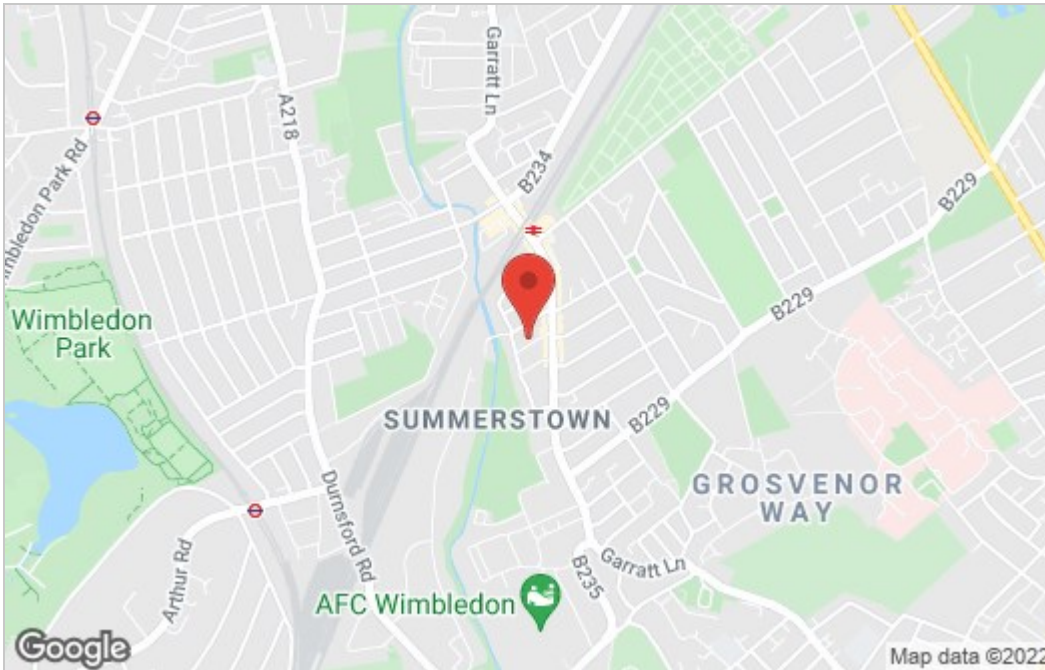 Garratt Ln
A218
B234
Wimbledon Park Rd
B229
Wimbledon
Park
B229
SUMMERSTOWN
B229
GROSVENOR
WAY
Durnsford Rd
Arthur Rd
Garratt Ln
B235
AFC Wimbledon
Google
Map data ©2022